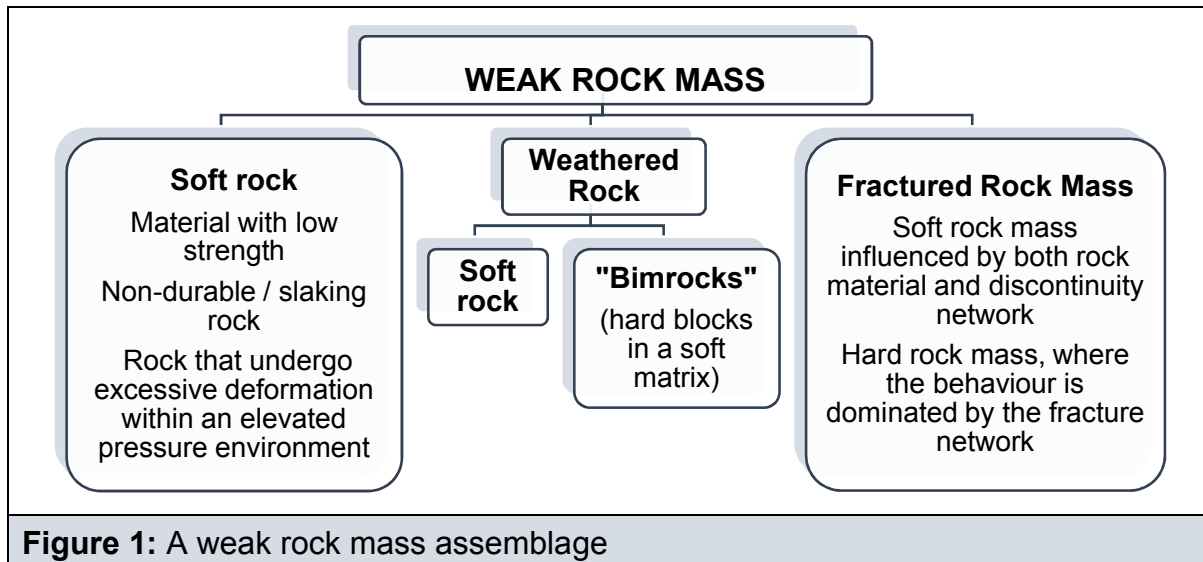 WEAK ROCK MASS
Soft rock
Material with low
strength
Non-durable / slaking
rock
Rock that undergo
excessive deformation
within an elevated
pressure environment
Weathered
Rock
Soft
rock
"Bimrocks"
(hard blocks
in a soft
matrix)
Fractured Rock Mass
Soft rock mass
influenced by both rock
material and discontinuity
network
Hard rock mass, where
the behaviour is
dominated by the fracture
network
Figure 1: A weak rock mass assemblage